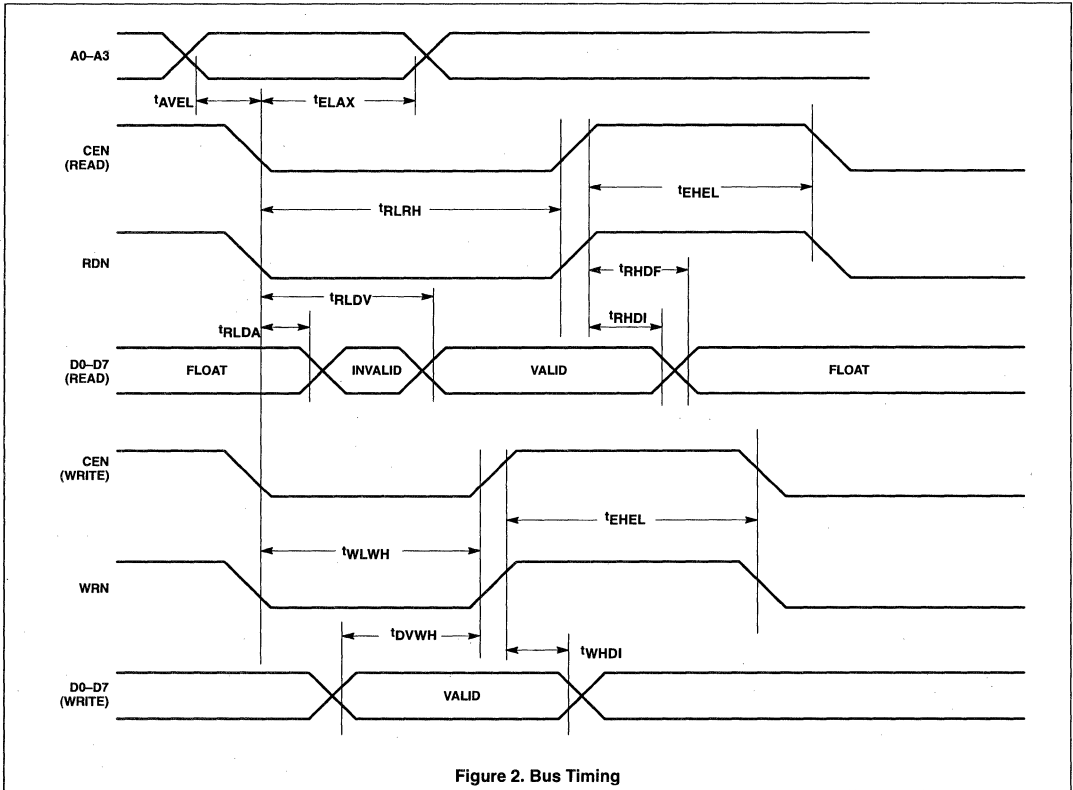 A0–A3
tAVEL
tELAX
CEN
(READ)
tEHEL
tRLRH
RDN
tRHDF
tRLDV
tRHDI
tRLDA
D0–D7
(READ)
FLOAT
INVALID
VALID
FLOAT
CEN
(WRITE)
tEHEL
tWLWH
WRN
tDVWH
tWHDI
D0–D7
(WRITE)
VALID
Figure 2. Bus Timing